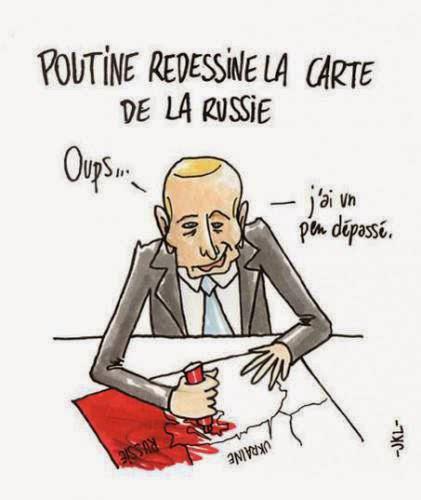 POUTINE REDESSINE LA CARTE
DE LA RUSSIE
Oups...
j'ai un
peu dépassé.
RUSSIE
UKRAINE
-JKL-